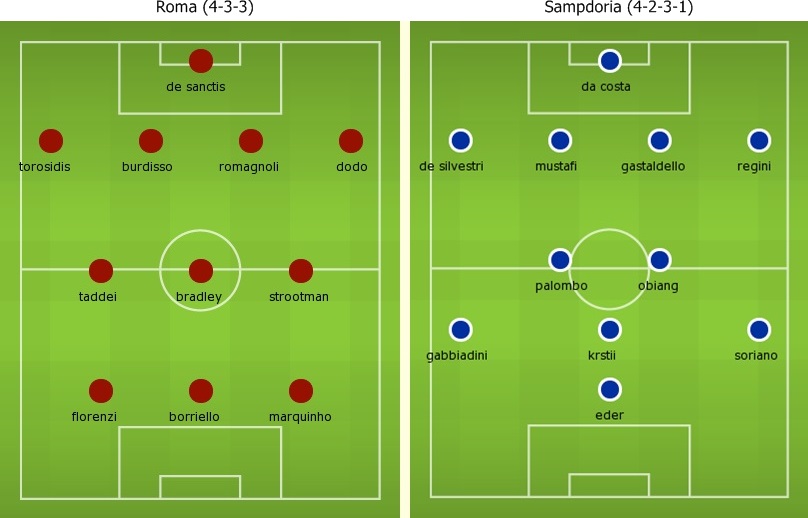 Roma (4-3-3)
de sanctis
torosidis burdisso romagnoli dodo
taddei bradley strootman
florenzi borriello marquinho
Sampdoria (4-2-3-1)
da costa
de silvestri mustafi gastaldello regini
palombo obiang
gabbiadini krstii soriano
eder